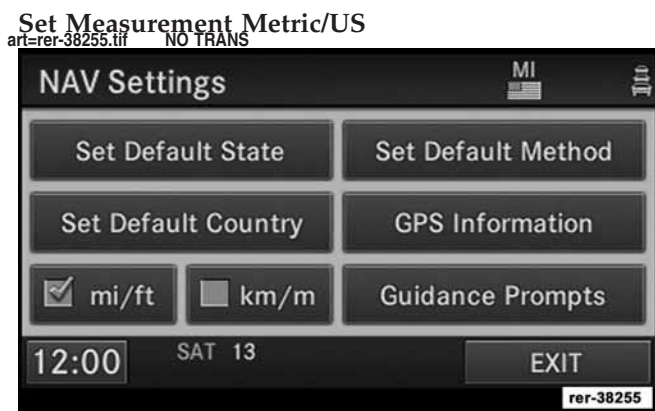 Set Measurement Metric/US
art=rer-38255.tif NO TRANS
NAV Settings MI
Set Default State Set Default Method
Set Default Country GPS Information
mi/ft km/m Guidance Prompts
12:00 SAT 13 EXIT
rer-38255